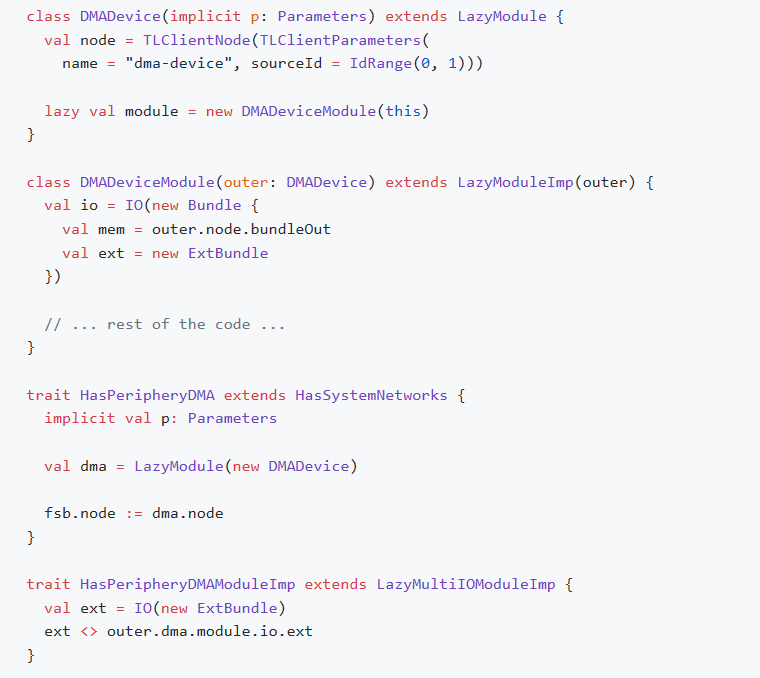 class DMADevice(implicit p: Parameters) extends LazyModule {
  val node = TLClientNode(TLClientParameters(
    name = "dma-device", sourceId = IdRange(0, 1)))

  lazy val module = new DMADeviceModule(this)
}

class DMADeviceModule(outer: DMADevice) extends LazyModuleImp(outer) {
  val io = IO(new Bundle {
    val mem = outer.node.bundleOut
    val ext = new ExtBundle
  })

  // ... rest of the code ...
}

trait HasPeripheryDMA extends HasSystemNetworks {
  implicit val p: Parameters

  val dma = LazyModule(new DMADevice)

  fsb.node := dma.node
}

trait HasPeripheryDMAModuleImp extends LazyMultiIOModuleImp {
  val ext = IO(new ExtBundle)
  ext <> outer.dma.module.io.ext
}